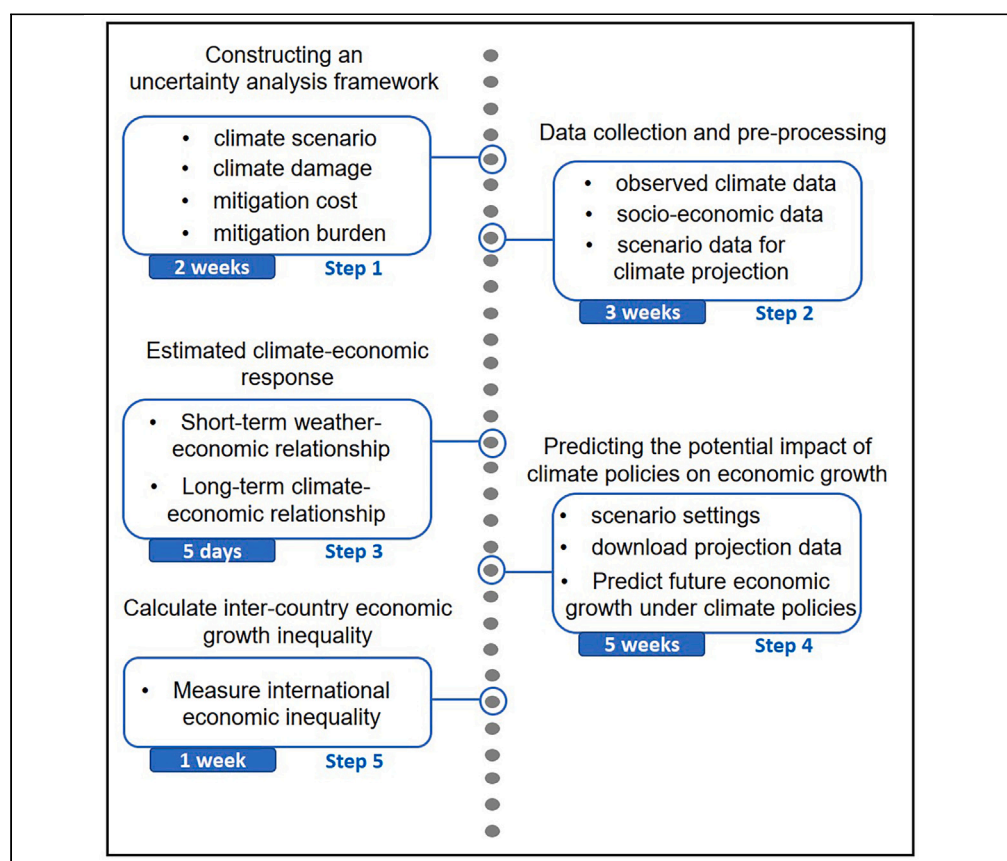 Constructing an
uncertainty analysis framework
• climate scenario
• climate damage
• mitigation cost
• mitigation burden
2 weeks Step 1
Data collection and pre-processing
• observed climate data
• socio-economic data
• scenario data for
climate projection
3 weeks Step 2
Estimated climate-economic
response
• Short-term weather-
economic relationship
• Long-term climate-
economic relationship
5 days Step 3
Predicting the potential impact of
climate policies on economic growth
• scenario settings
• download projection data
• Predict future economic
growth under climate policies
5 weeks Step 4
Calculate inter-country economic
growth inequality
• Measure international
economic inequality
1 week Step 5